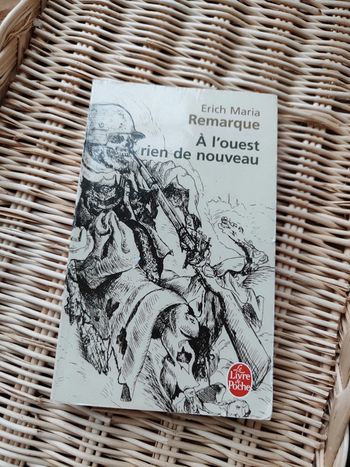 Erich Maria
Remarque
À l'ouest
rien de nouveau
Le
Livre
de
Poche